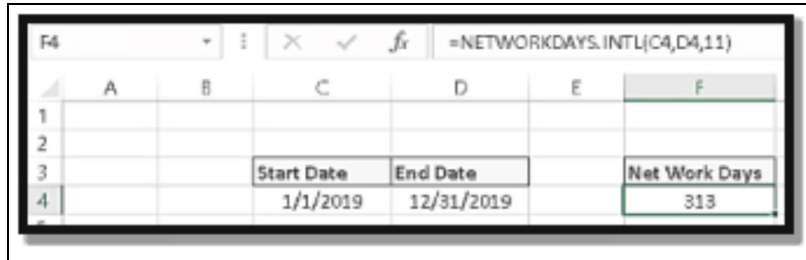 F4 fx =NETWORKDAYS.INTL(C4,D4,11)
A B C D E F
1
2
3 Start Date End Date Net Work Days
4 1/1/2019 12/31/2019 313